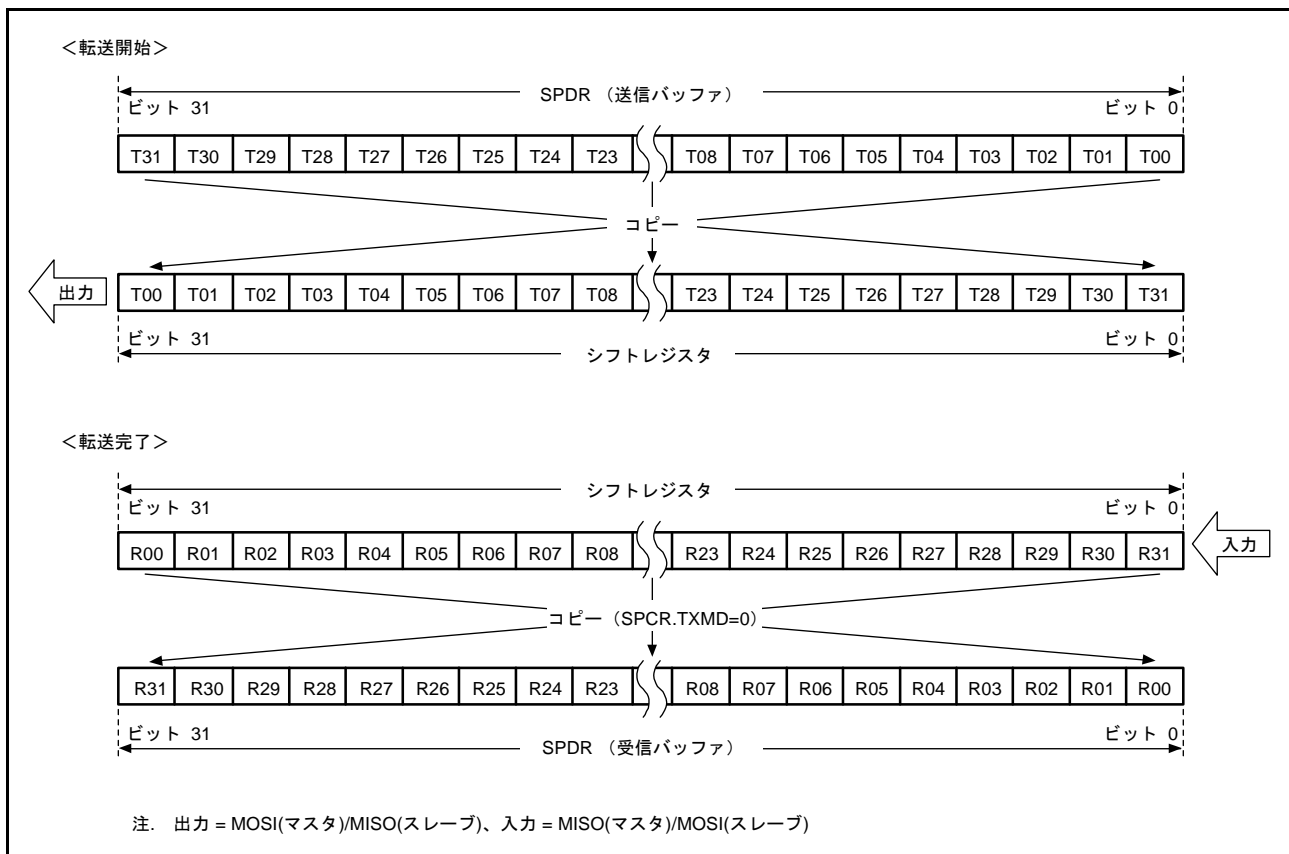 ＜転送開始＞
SPDR （送信バッファ）
ビット 31 ビット 0
T31 T30 T29 T28 T27 T26 T25 T24 T23 T08 T07 T06 T05 T04 T03 T02 T01 T00
コピー
出力 T00 T01 T02 T03 T04 T05 T06 T07 T08 T23 T24 T25 T26 T27 T28 T29 T30 T31
ビット 31 ビット 0
シフトレジスタ
＜転送完了＞
シフトレジスタ
ビット 31 ビット 0
R00 R01 R02 R03 R04 R05 R06 R07 R08 R23 R24 R25 R26 R27 R28 R29 R30 R31 入力
コピー（SPCR.TXMD=0）
R31 R30 R29 R28 R27 R26 R25 R24 R23 R08 R07 R06 R05 R04 R03 R02 R01 R00
ビット 31 ビット 0
SPDR （受信バッファ）
注. 出力 = MOSI(マスタ)/MISO(スレーブ)、入力 = MISO(マスタ)/MOSI(スレーブ)